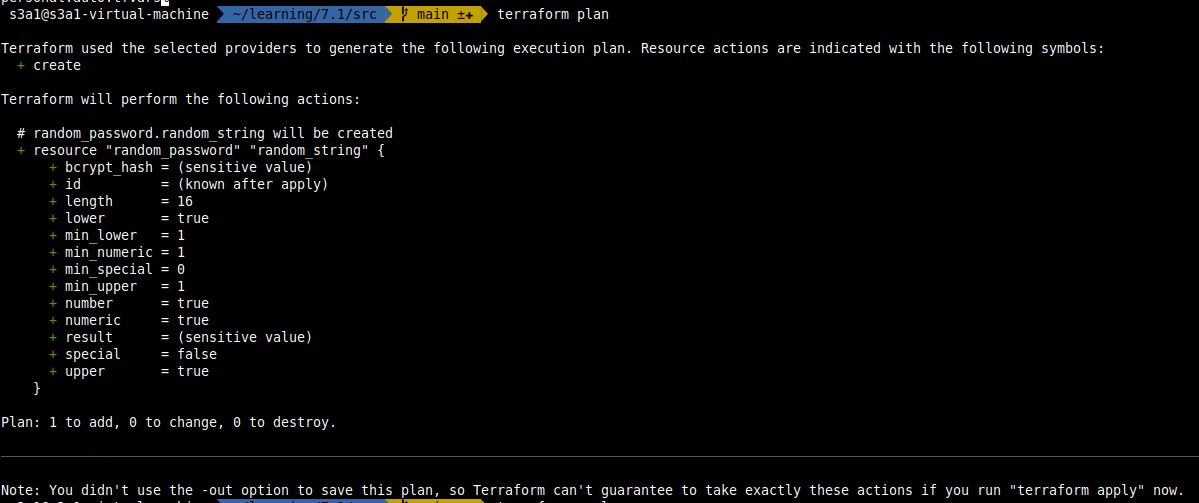 s3a1@s3a1-virtual-machine ~/learning/7.1/src main ±✚ terraform plan
Terraform used the selected providers to generate the following execution plan. Resource actions are indicated with the following symbols:
+ create
Terraform will perform the following actions:
# random_password.random_string will be created
+ resource "random_password" "random_string" {
+ bcrypt_hash = (sensitive value)
+ id = (known after apply)
+ length = 16
+ lower = true
+ min_lower = 1
+ min_numeric = 1
+ min_special = 0
+ min_upper = 1
+ number = true
+ numeric = true
+ result = (sensitive value)
+ special = false
+ upper = true
}
Plan: 1 to add, 0 to change, 0 to destroy.
Note: You didn't use the -out option to save this plan, so Terraform can't guarantee to take exactly these actions if you run "terraform apply" now.